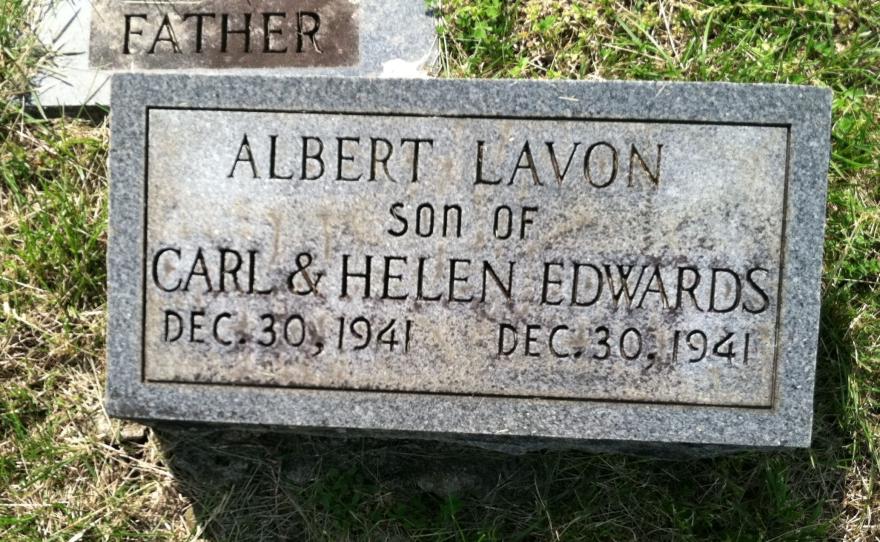 FATHER
ALBERT LAVON
SON OF
CARL & HELEN EDWARDS
DEC. 30, 1941 DEC. 30, 1941